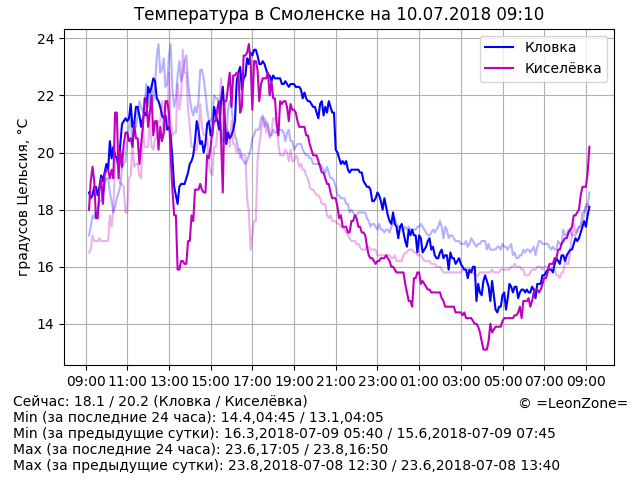 Температура в Смоленске на 10.07.2018 09:10
Кловка
Киселёвка
градусов Цельсия, °C
24
22
20
18
16
14
09:00 11:00 13:00 15:00 17:00 19:00 21:00 23:00 01:00 03:00 05:00 07:00 09:00
Сейчас: 18.1 / 20.2 (Кловка / Киселёвка)
© =LeonZone=
Min (за последние 24 часа): 14.4,04:45 / 13.1,04:05
Min (за предыдущие сутки): 16.3,2018-07-09 05:40 / 15.6,2018-07-09 07:45
Max (за последние 24 часа): 23.6,17:05 / 23.8,16:50
Max (за предыдущие сутки): 23.8,2018-07-08 12:30 / 23.6,2018-07-08 13:40